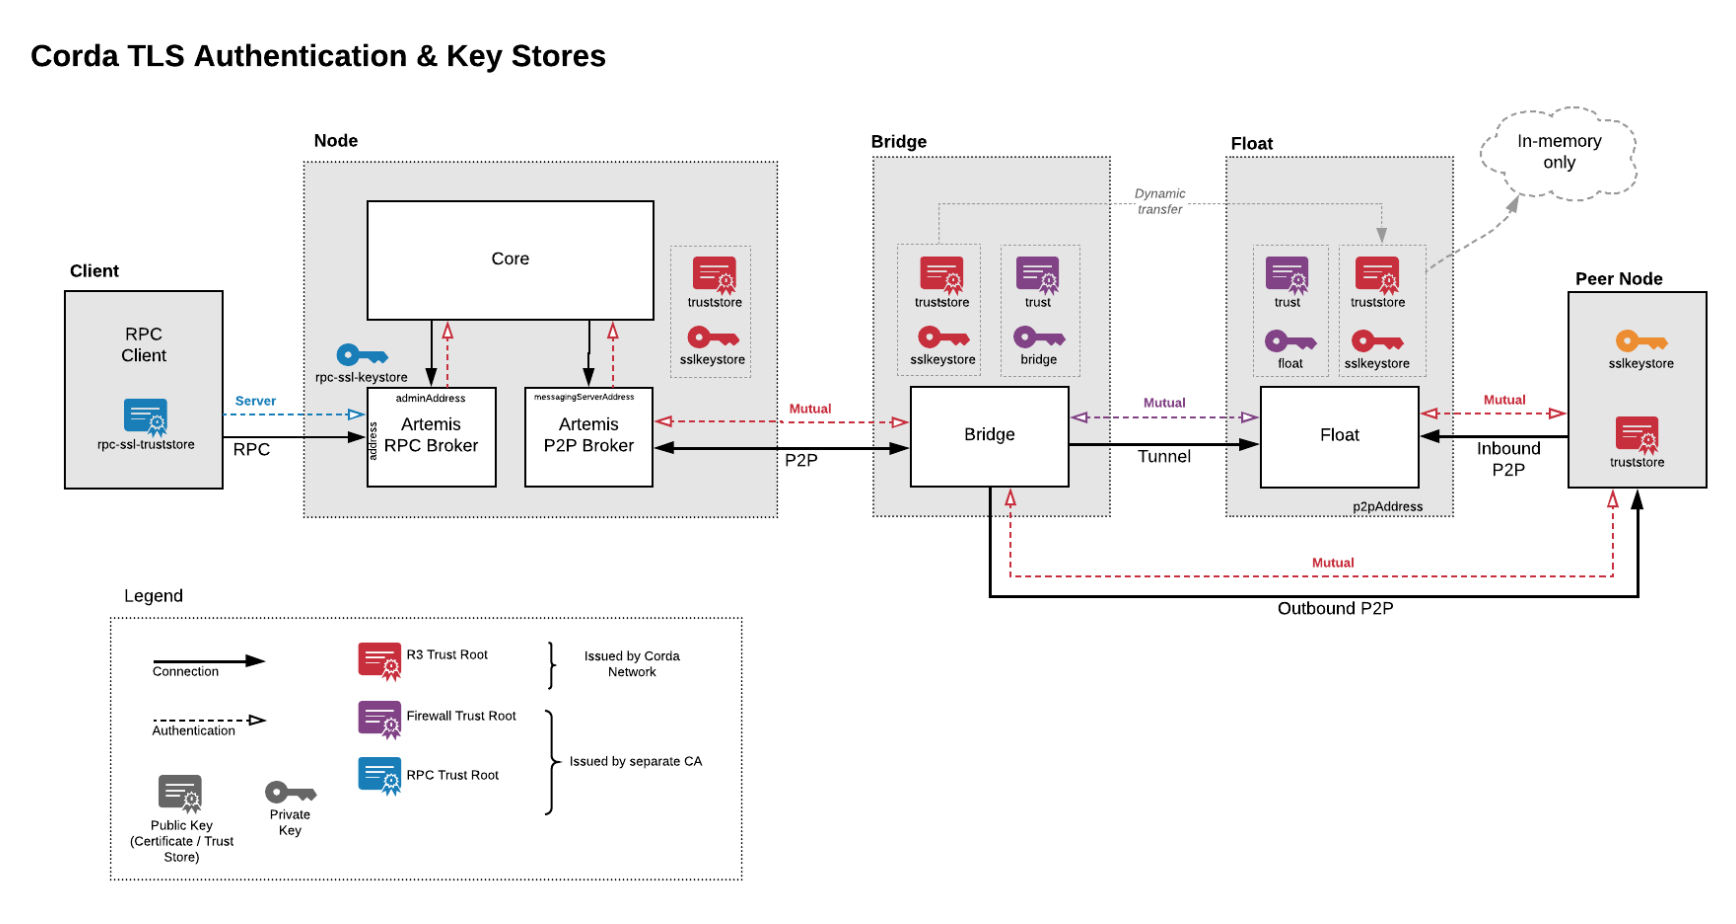 Corda TLS Authentication & Key Stores
Node
Bridge
Float
In-memory
only
Dynamic
transfer
Client
RPC
Client
rpc-ssl-truststore
Server
RPC
Core
rpc-ssl-keystore
truststore
sslkeystore
adminAddress
address
Artemis
RPC Broker
messagingServerAddress
Artemis
P2P Broker
Mutual
P2P
truststore
sslkeystore
trust
bridge
Bridge
Mutual
Tunnel
trust
float
truststore
sslkeystore
Float
p2pAddress
Mutual
Inbound
P2P
Peer Node
sslkeystore
truststore
Mutual
Outbound P2P
Legend
Connection
Authentication
Public Key
(Certificate / Trust
Store)
Private
Key
R3 Trust Root
Firewall Trust Root
RPC Trust Root
Issued by Corda
Network
Issued by separate CA